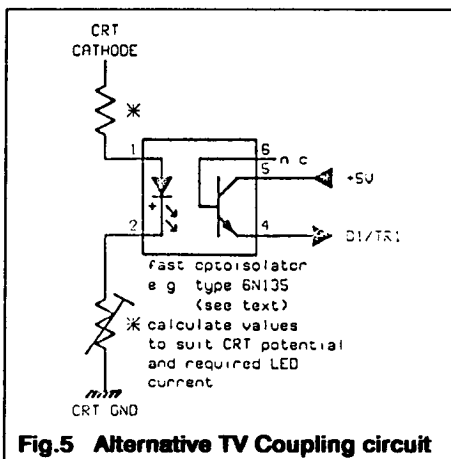 CRT
CATHODE
*
1
6
n c
5
+5V
+
2
4
D1/TR1
fast optoisolator
e g type 6N135
(see text)
* calculate values
to suit CRT potential
and required LED
current
CRT GND
Fig.5 Alternative TV Coupling circuit